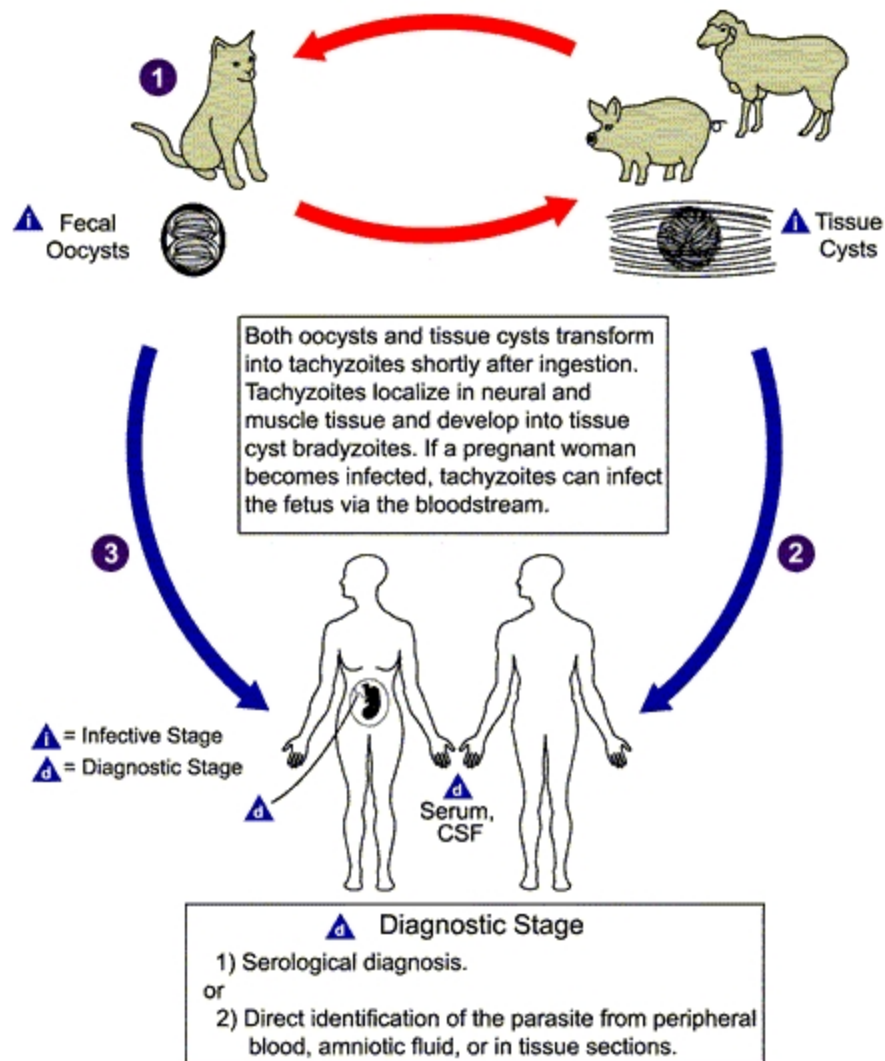 1
i Fecal
Oocysts
i Tissue
Cysts
Both oocysts and tissue cysts transform
into tachyzoites shortly after ingestion.
Tachyzoites localize in neural and
muscle tissue and develop into tissue
cyst bradyzoites. If a pregnant woman
becomes infected, tachyzoites can infect
the fetus via the bloodstream.
3
2
i = Infective Stage
d = Diagnostic Stage
d
d
Serum,
CSF
d Diagnostic Stage
1) Serological diagnosis.
or
2) Direct identification of the parasite from peripheral
blood, amniotic fluid, or in tissue sections.